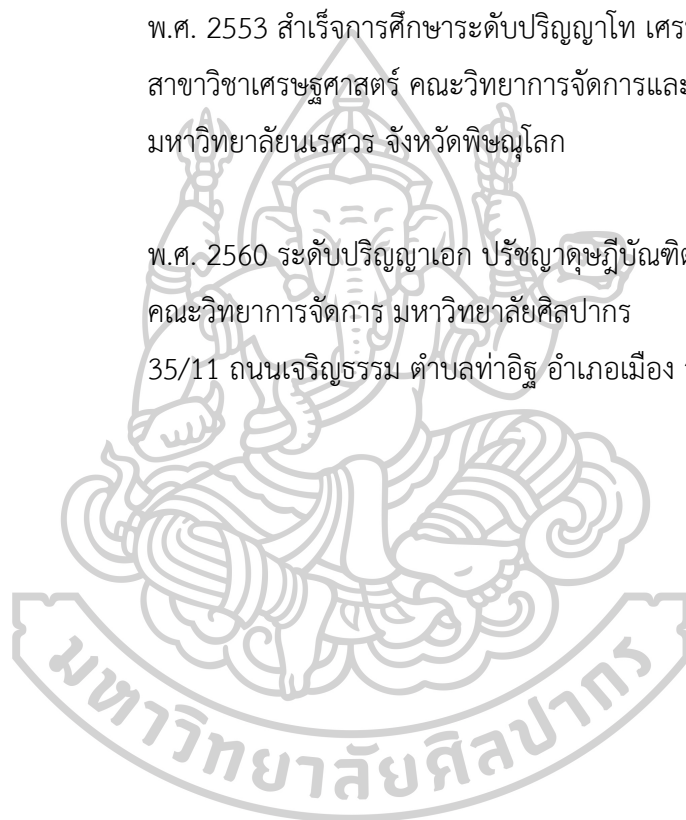 พ.ศ. 2553 สำเร็จการศึกษาระดับปริญญาโท
สาขาวิชาเศรษฐศาสตร์ คณะวิทยาการจัดการและ
มหาวิทยาลัยนเรศวร จังหวัดพิษณุโลก
พ.ศ. 2560 ระดับปริญญาเอก ปรัชญาดุษฎีบัณฑิต
คณะวิทยาการจัดการ มหาวิทยาลัยศิลปากร
35/11 ถนนเจริญธรรม ตำบลท่าอิฐ อำเภอเมือง
มหาวิทยาลัยศิลปากร